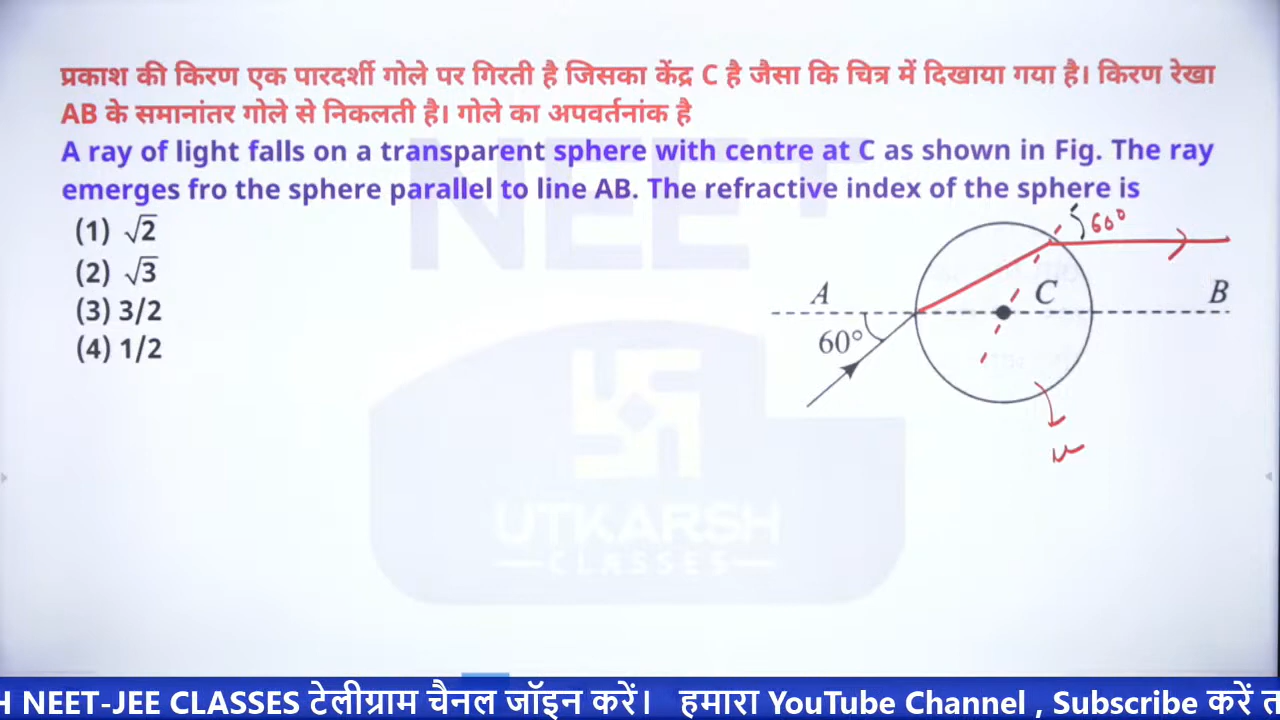 प्रकाश की किरण एक पारदर्शी गोले पर गिरती है जिसका केंद्र C है जैसा कि चित्र में दिखाया गया है। किरण रेखा
AB के समानांतर गोले से निकलती है। गोले का अपवर्तनांक है
A ray of light falls on a transparent sphere with centre at C as shown in Fig. The ray
emerges fro the sphere parallel to line AB. The refractive index of the sphere is
(1) √2
(2) √3
(3) 3/2
(4) 1/2
60°
A
C
B
60°
μ
NEET
UTKARSH
CLASSES
H NEET-JEE CLASSES टेलीग्राम चैनल जॉइन करें। हमारा YouTube Channel , Subscribe करें त